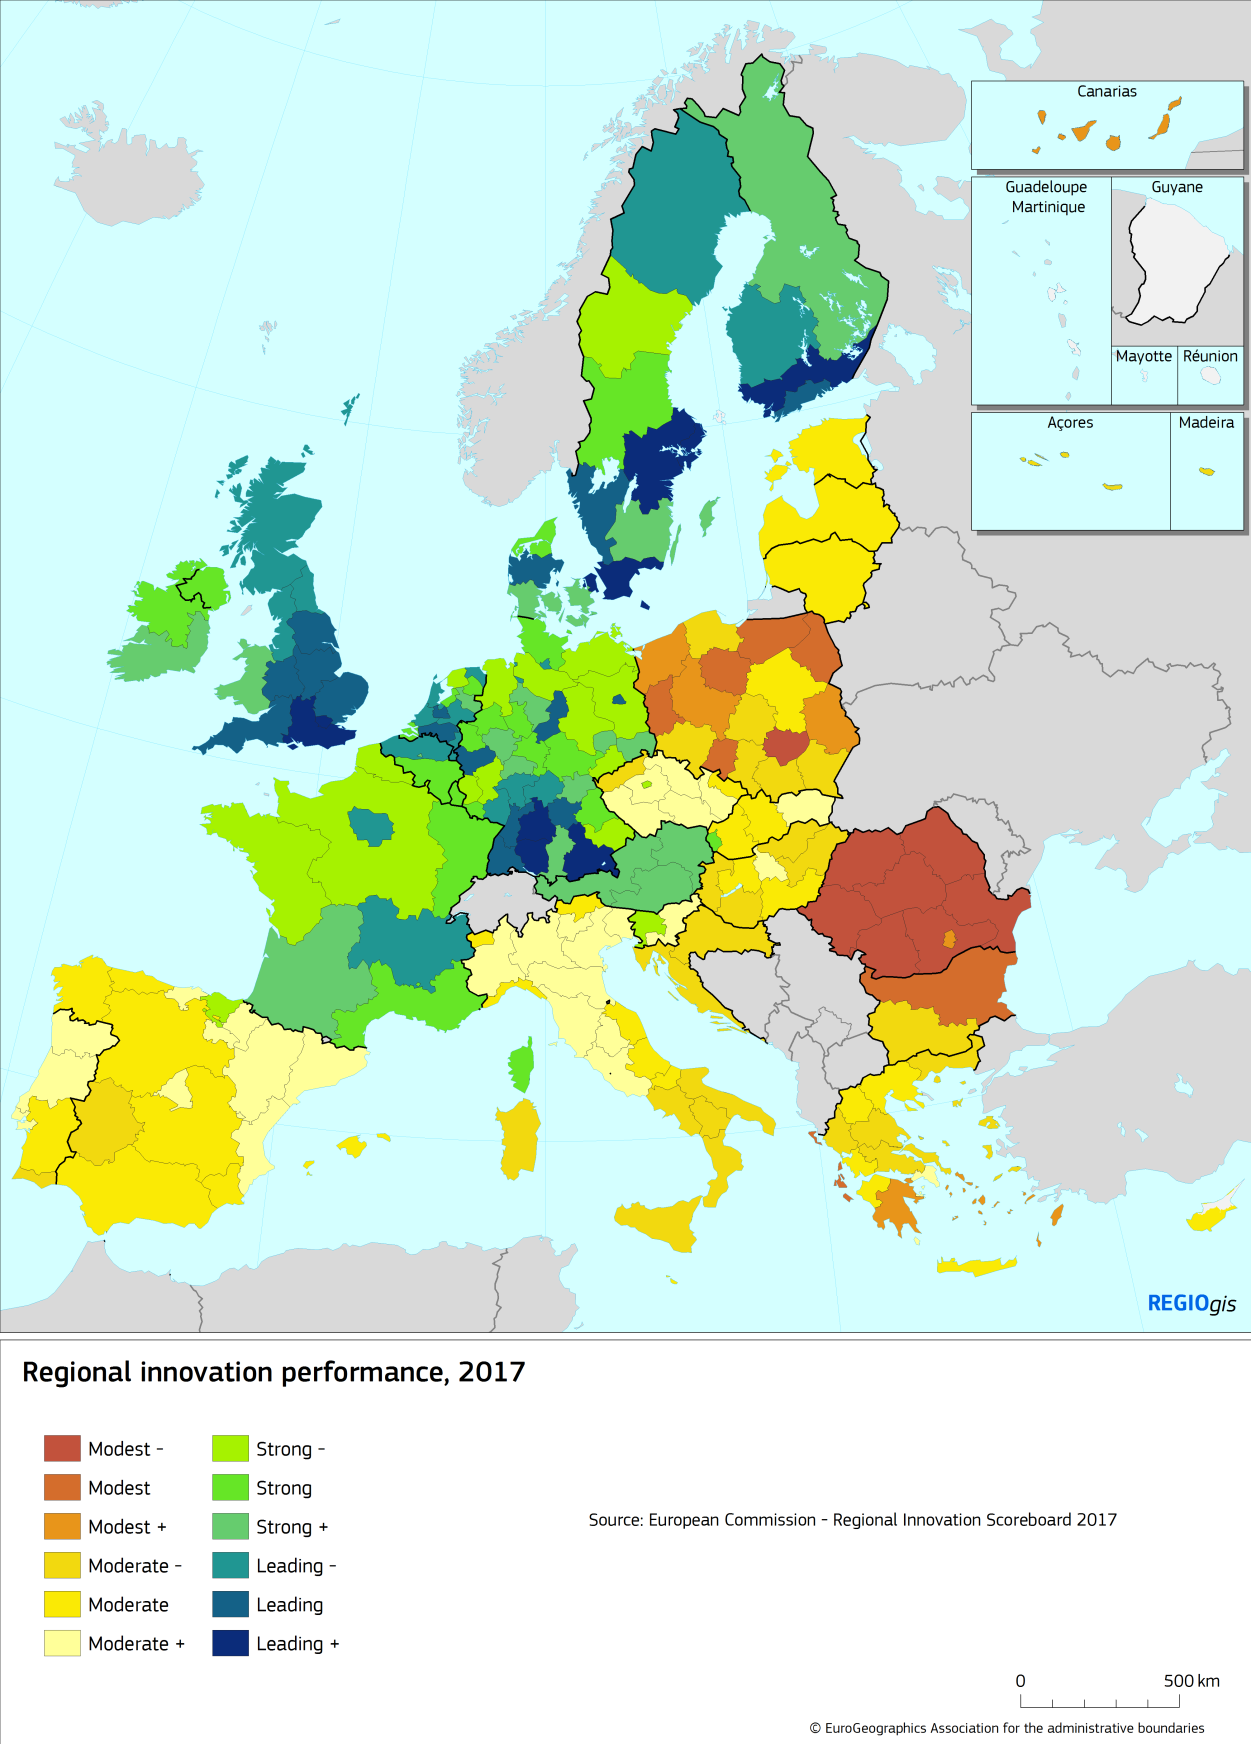 Canarias
Guadeloupe
Martinique
Guyane
Mayotte
Réunion
Açores
Madeira
REGIOgis
Regional innovation performance, 2017
Modest -
Modest
Modest +
Moderate -
Moderate
Moderate +
Strong -
Strong
Strong +
Leading -
Leading
Leading +
Source: European Commission - Regional Innovation Scoreboard 2017
0 500 km
© EuroGeographics Association for the administrative boundaries